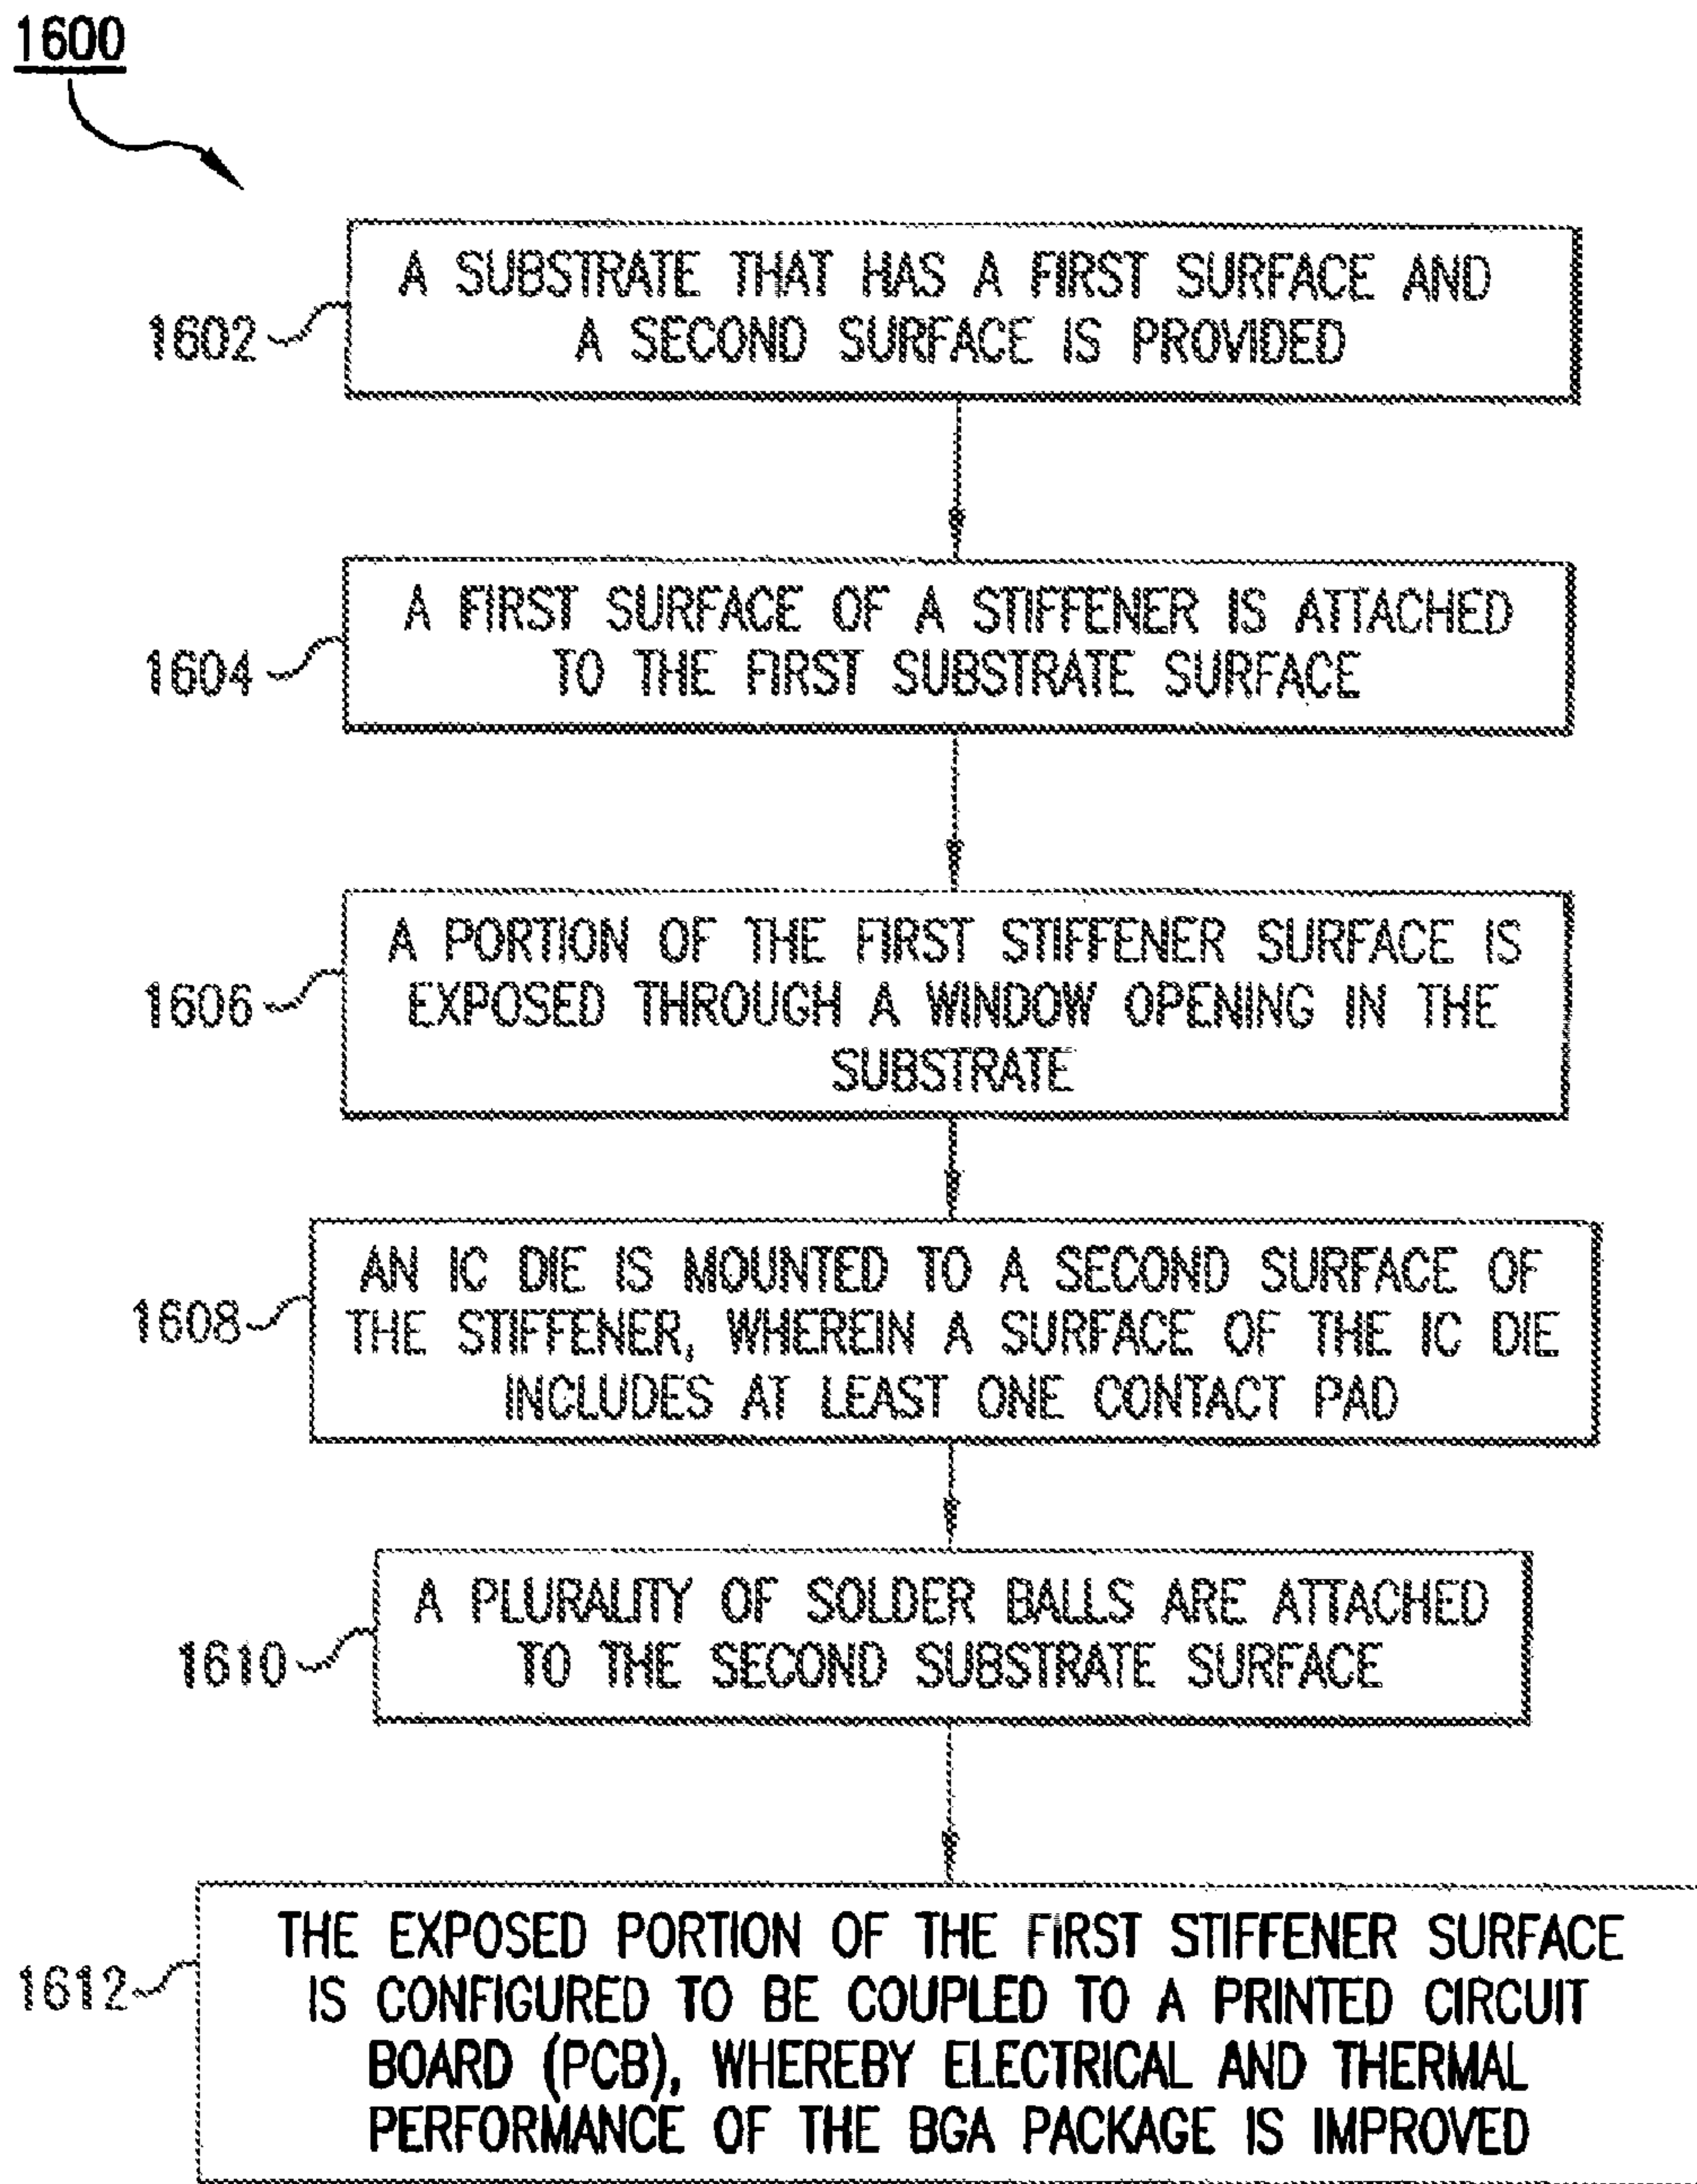 1600
A SUBSTRATE THAT HAS A FIRST SURFACE AND
A SECOND SURFACE IS PROVIDED
1602
A FIRST SURFACE OF A STIFFENER IS ATTACHED
TO THE FIRST SUBSTRATE SURFACE
1604
A PORTION OF THE FIRST STIFFENER SURFACE IS
EXPOSED THROUGH A WINDOW OPENING IN THE
SUBSTRATE
1606
AN IC DIE IS MOUNTED TO A SECOND SURFACE OF
THE STIFFENER, WHEREIN A SURFACE OF THE IC DIE
INCLUDES AT LEAST ONE CONTACT PAD
1608
A PLURALITY OF SOLDER BALLS ARE ATTACHED
TO THE SECOND SUBSTRATE SURFACE
1610
THE EXPOSED PORTION OF THE FIRST STIFFENER SURFACE
IS CONFIGURED TO BE COUPLED TO A PRINTED CIRCUIT
BOARD (PCB), WHEREBY ELECTRICAL AND THERMAL
PERFORMANCE OF THE BGA PACKAGE IS IMPROVED
1612